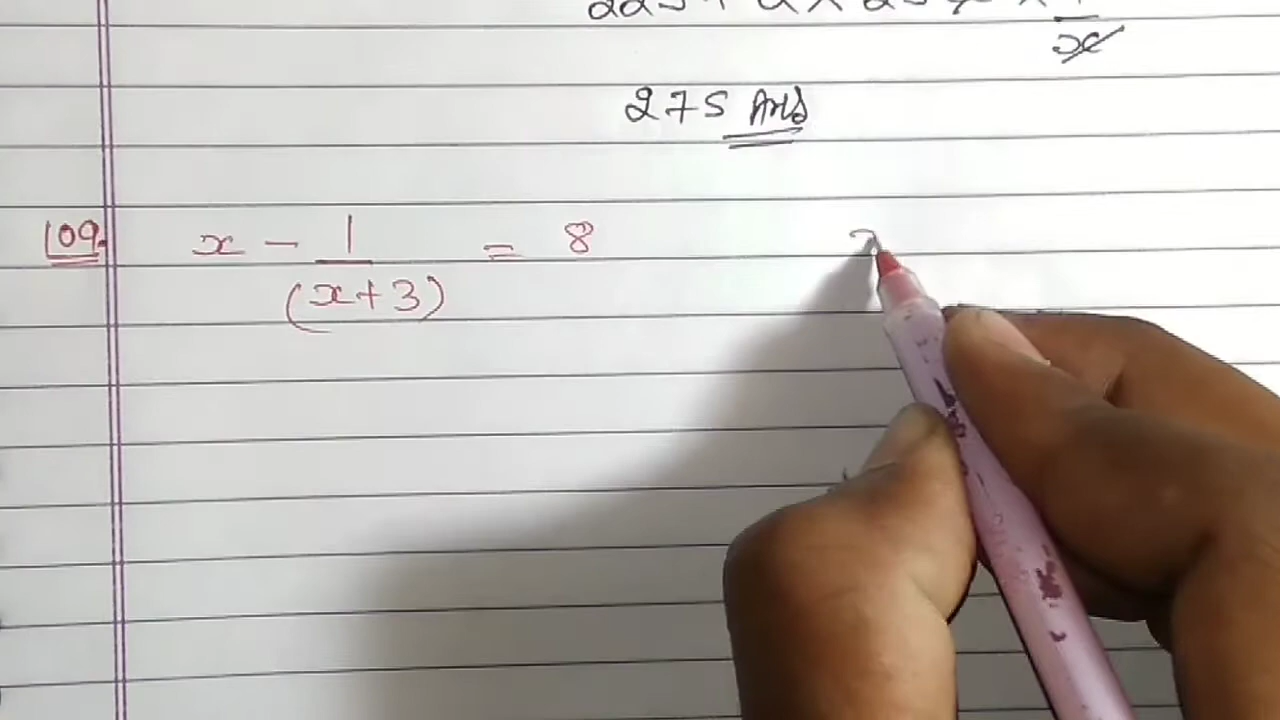 275 Ans
109. x - 1/(x+3) = 8